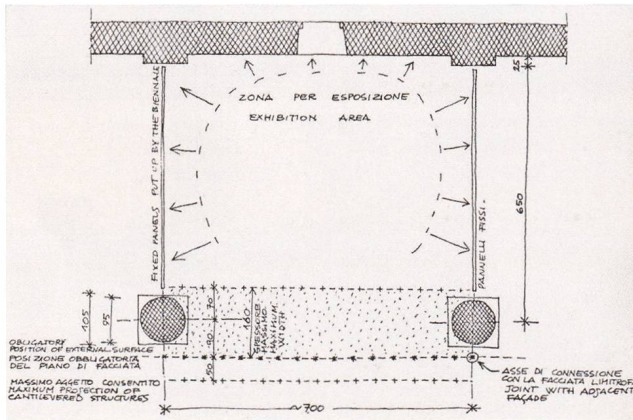 ZONA PER ESPOSIZIONE
EXHIBITION AREA
FIXED PANELS PUT UP BY THE BIENNALE
PANNELLI FISSI.
25
650
105
95
70
90
50
160
SPESSORE
MASSIMO
MAXIMUM
WIDTH
OBLIGATORY
POSITION OF EXTERNAL SURFACE
POSIZIONE OBBLIGATORIA
DEL PIANO DI FACCIATA
MASSIMO AGGETTO CONSENTITO
MAXIMUM PROJECTION OF
CANTILEVERED STRUCTURES
ASSE DI CONNESSIONE
CON LA FACCIATA LIMITROF
JOINT WITH ADJACENT
FAÇADE
~700